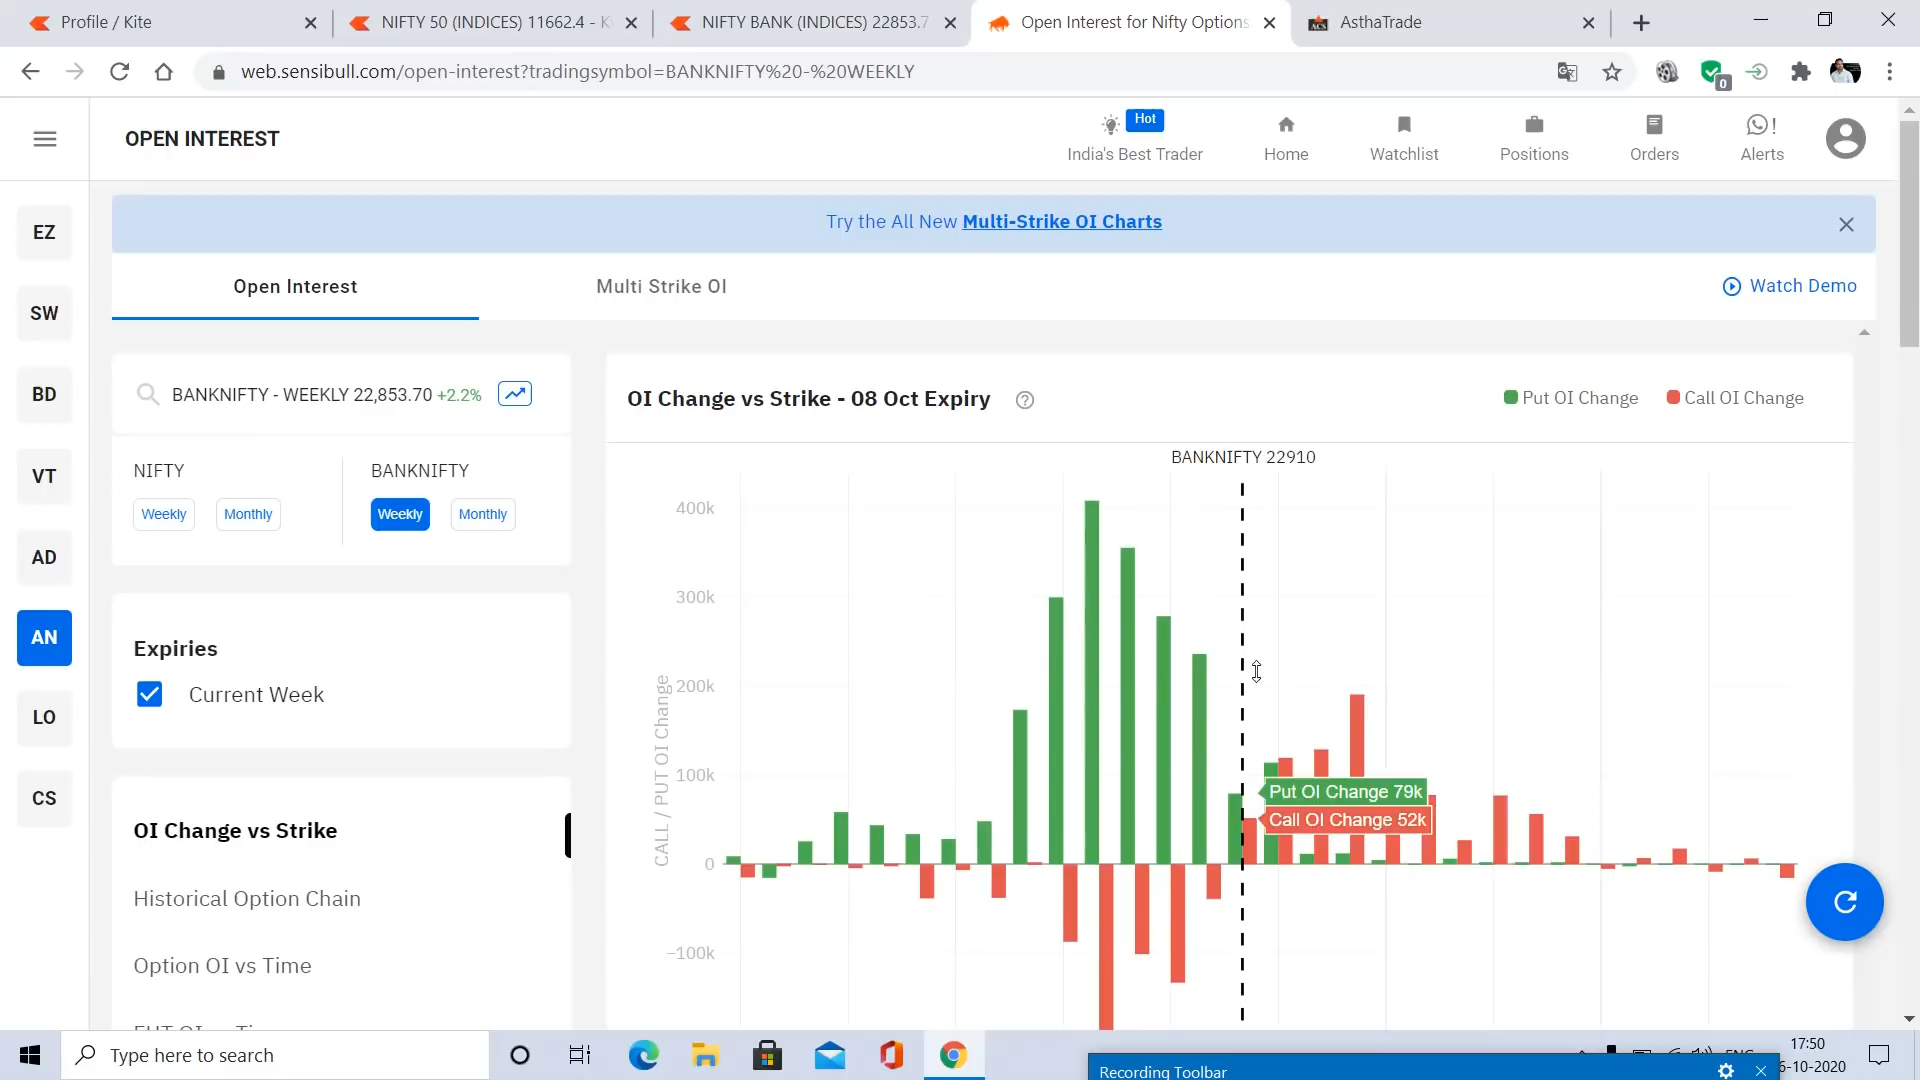 Profile / Kite
NIFTY 50 (INDICES) 11662.4 - K
NIFTY BANK (INDICES) 22853.7
Open Interest for Nifty Options
AsthaTrade
web.sensibull.com/open-interest?tradingsymbol=BANKNIFTY%20-%20WEEKLY
0
OPEN INTEREST
Hot
India's Best Trader
Home
Watchlist
Positions
Orders
Alerts
EZ
SW
BD
VT
AD
AN
LO
CS
Try the All New Multi-Strike OI Charts
Open Interest
Multi Strike OI
Watch Demo
BANKNIFTY - WEEKLY 22,853.70 +2.2%
NIFTY
BANKNIFTY
Weekly
Monthly
Weekly
Monthly
Expiries
Current Week
OI Change vs Strike
Historical Option Chain
Option OI vs Time
OI Change vs Strike - 08 Oct Expiry
Put OI Change
Call OI Change
BANKNIFTY 22910
400k
300k
200k
100k
0
−100k
CALL / PUT OI Change
Put OI Change 79k
Call OI Change 52k
Type here to search
17:50
6-10-2020
Recording Toolbar